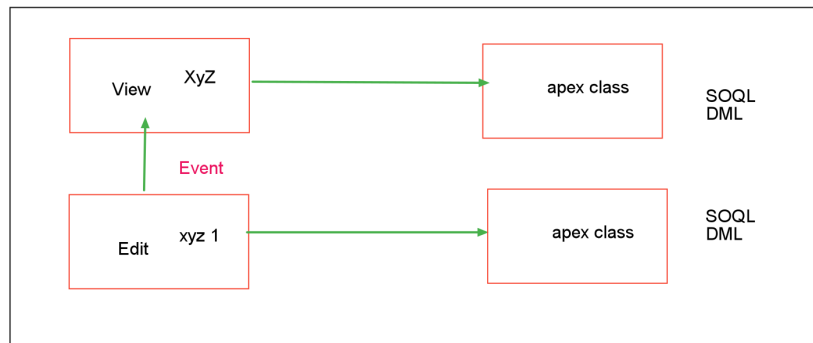 View XyZ
apex class
SOQL
DML
Event
Edit xyz 1
apex class
SOQL
DML